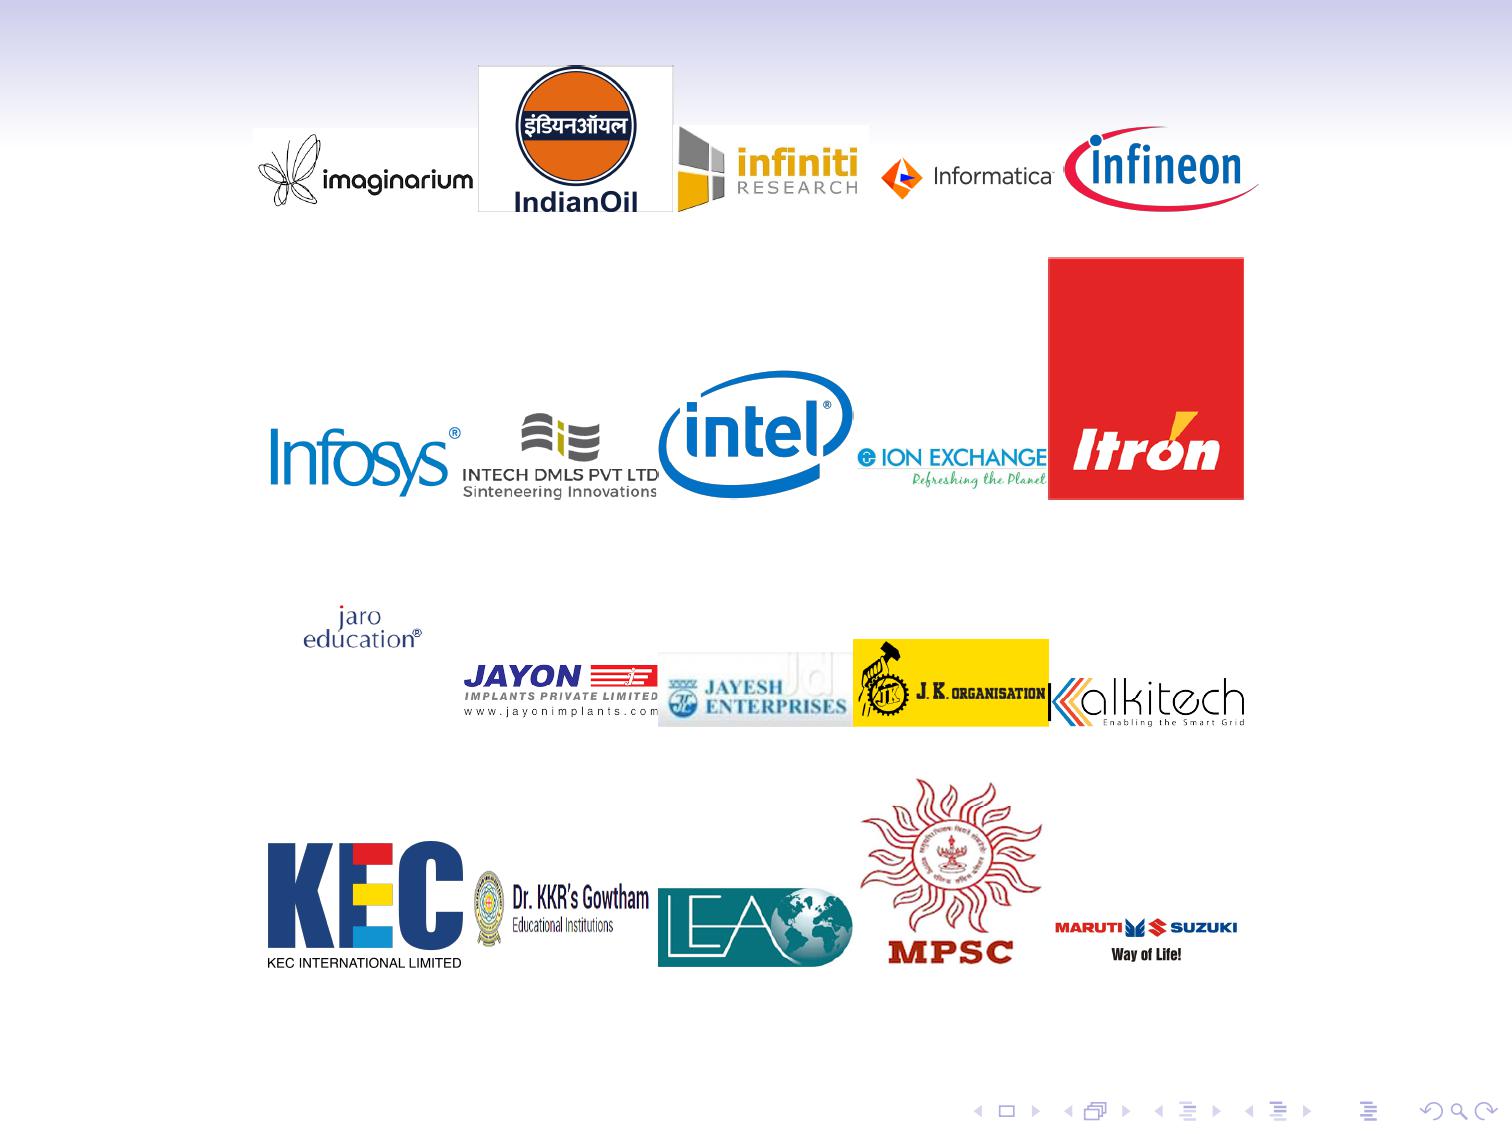 imaginarium
इंडियनऑयल
IndianOil
infiniti
RESEARCH
Informatica
infineon
Infosys®
INTECH DMLS PVT LTD
Sinteneering Innovations
intel®
ION EXCHANGE
Refreshing the Planet
Itrón
jaro
education®
JAYON
IMPLANTS PRIVATE LIMITED
www.jayonimplants.com
JAYESH
ENTERPRISES
J. K. ORGANISATION
Kalkitech
Enabling the Smart Grid
KEC
KEC INTERNATIONAL LIMITED
Dr. KKR's Gowtham
Educational Institutions
LEA
MPSC
MARUTI SUZUKI
Way of Life!